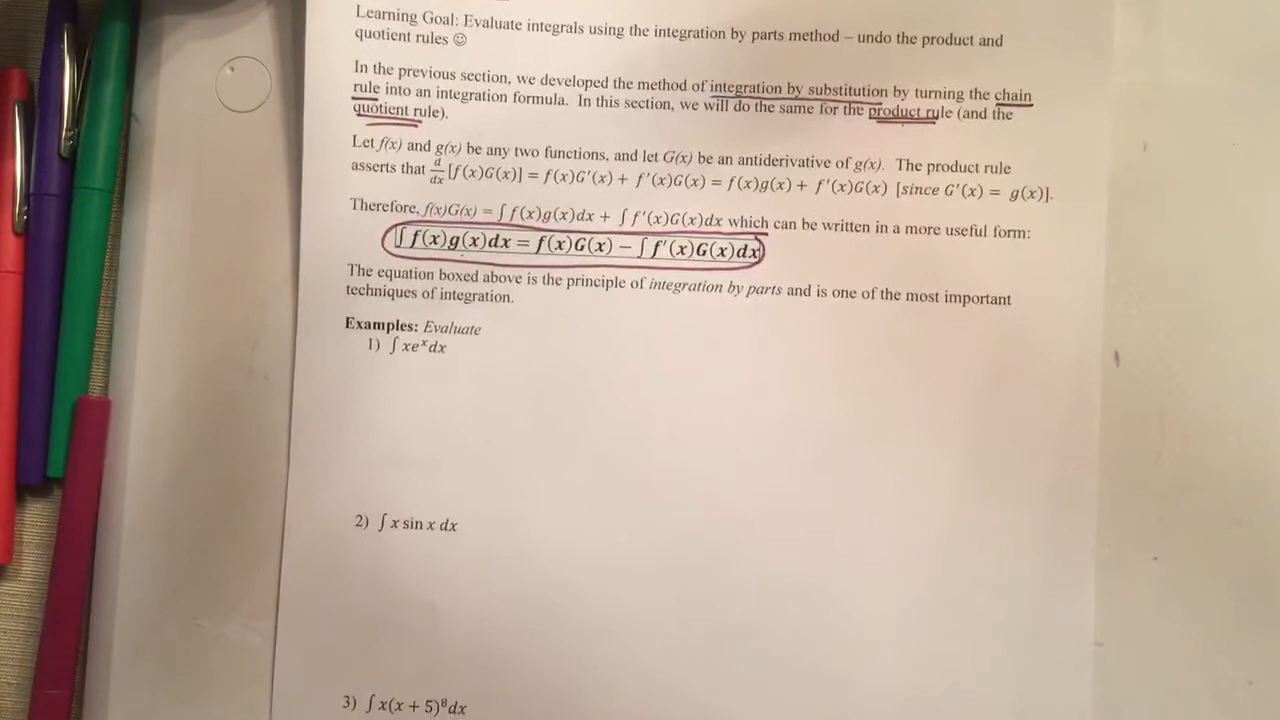 Learning Goal: Evaluate integrals using the integration by parts method – undo the product and
quotient rules ☺
In the previous section, we developed the method of integration by substitution by turning the chain
rule into an integration formula. In this section, we will do the same for the product rule (and the
quotient rule).
Let f(x) and g(x) be any two functions, and let G(x) be an antiderivative of g(x). The product rule
asserts that d/dx [f(x)G(x)] = f(x)G'(x) + f'(x)G(x) = f(x)g(x) + f'(x)G(x) [since G'(x) = g(x)].
Therefore, f(x)G(x) = ∫ f(x)g(x)dx + ∫ f'(x)G(x)dx which can be written in a more useful form:
∫ f(x)g(x)dx = f(x)G(x) − ∫ f'(x)G(x)dx
The equation boxed above is the principle of integration by parts and is one of the most important
techniques of integration.
Examples: Evaluate
1) ∫ xeˣdx
2) ∫ x sin x dx
3) ∫ x(x + 5)⁸dx